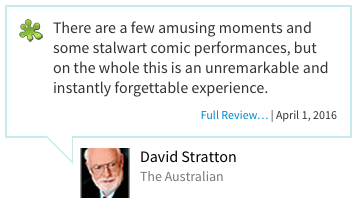 There are a few amusing moments and
some stalwart comic performances, but
on the whole this is an unremarkable and
instantly forgettable experience.
Full Review… | April 1, 2016
David Stratton
The Australian